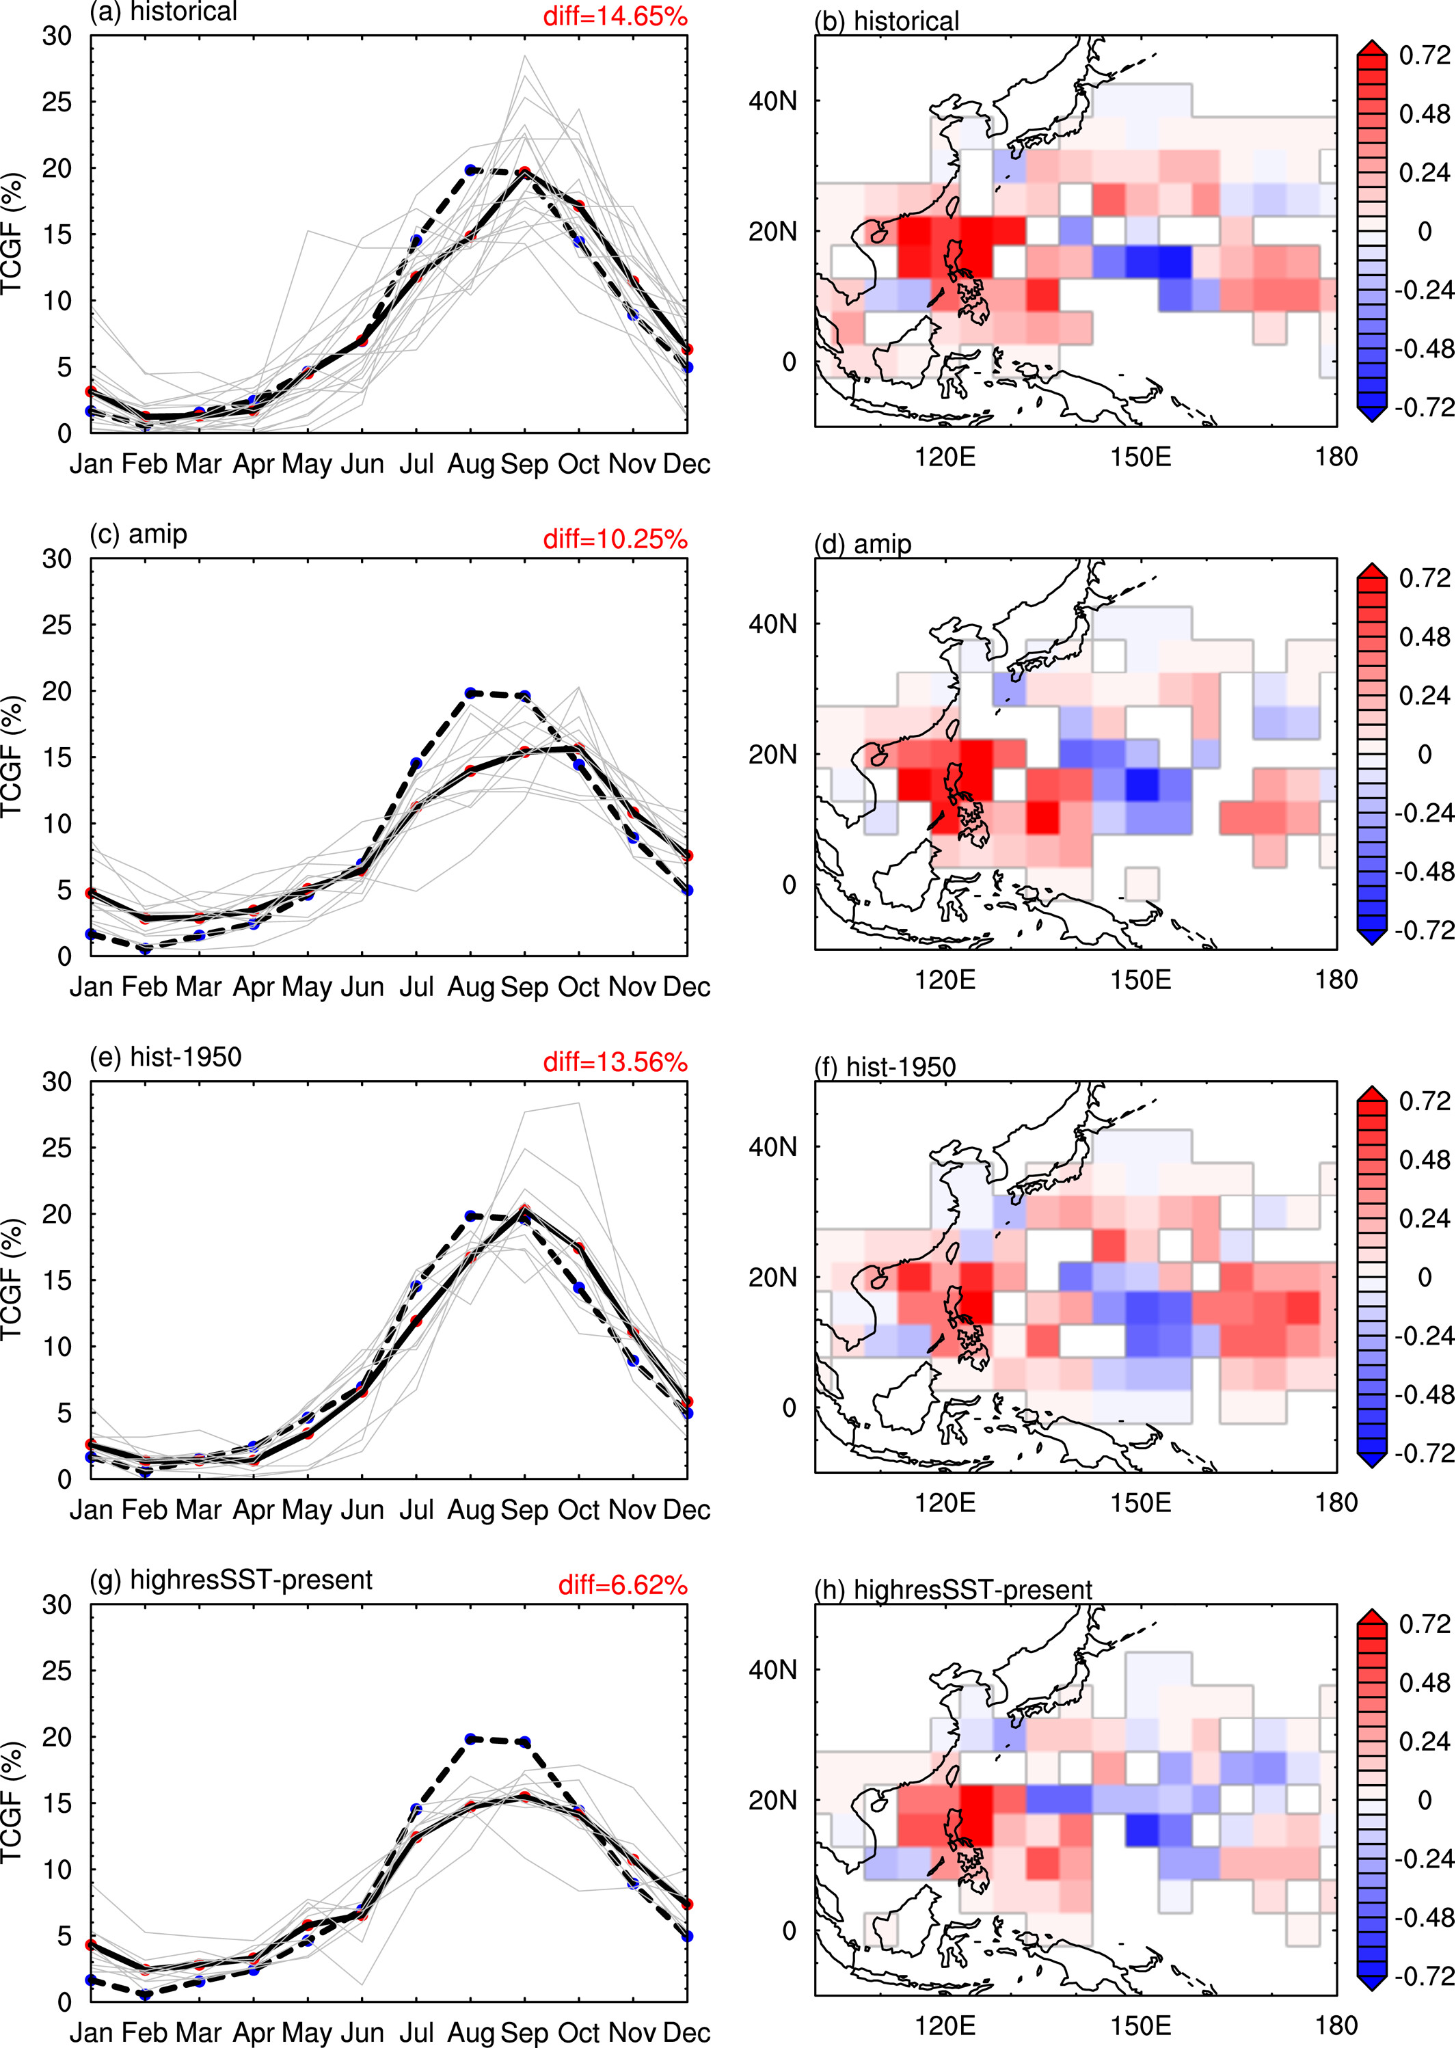 (a) historical
diff=14.65%
TCGF (%)
30
25
20
15
10
5
0
Jan Feb Mar Apr May Jun Jul Aug Sep Oct Nov Dec
(b) historical
40N
20N
0
120E 150E 180
0.72
0.48
0.24
0
-0.24
-0.48
-0.72
(c) amip
diff=10.25%
TCGF (%)
30
25
20
15
10
5
0
Jan Feb Mar Apr May Jun Jul Aug Sep Oct Nov Dec
(d) amip
40N
20N
0
120E 150E 180
0.72
0.48
0.24
0
-0.24
-0.48
-0.72
(e) hist-1950
diff=13.56%
TCGF (%)
30
25
20
15
10
5
0
Jan Feb Mar Apr May Jun Jul Aug Sep Oct Nov Dec
(f) hist-1950
40N
20N
0
120E 150E 180
0.72
0.48
0.24
0
-0.24
-0.48
-0.72
(g) highresSST-present
diff=6.62%
TCGF (%)
30
25
20
15
10
5
0
Jan Feb Mar Apr May Jun Jul Aug Sep Oct Nov Dec
(h) highresSST-present
40N
20N
0
120E 150E 180
0.72
0.48
0.24
0
-0.24
-0.48
-0.72